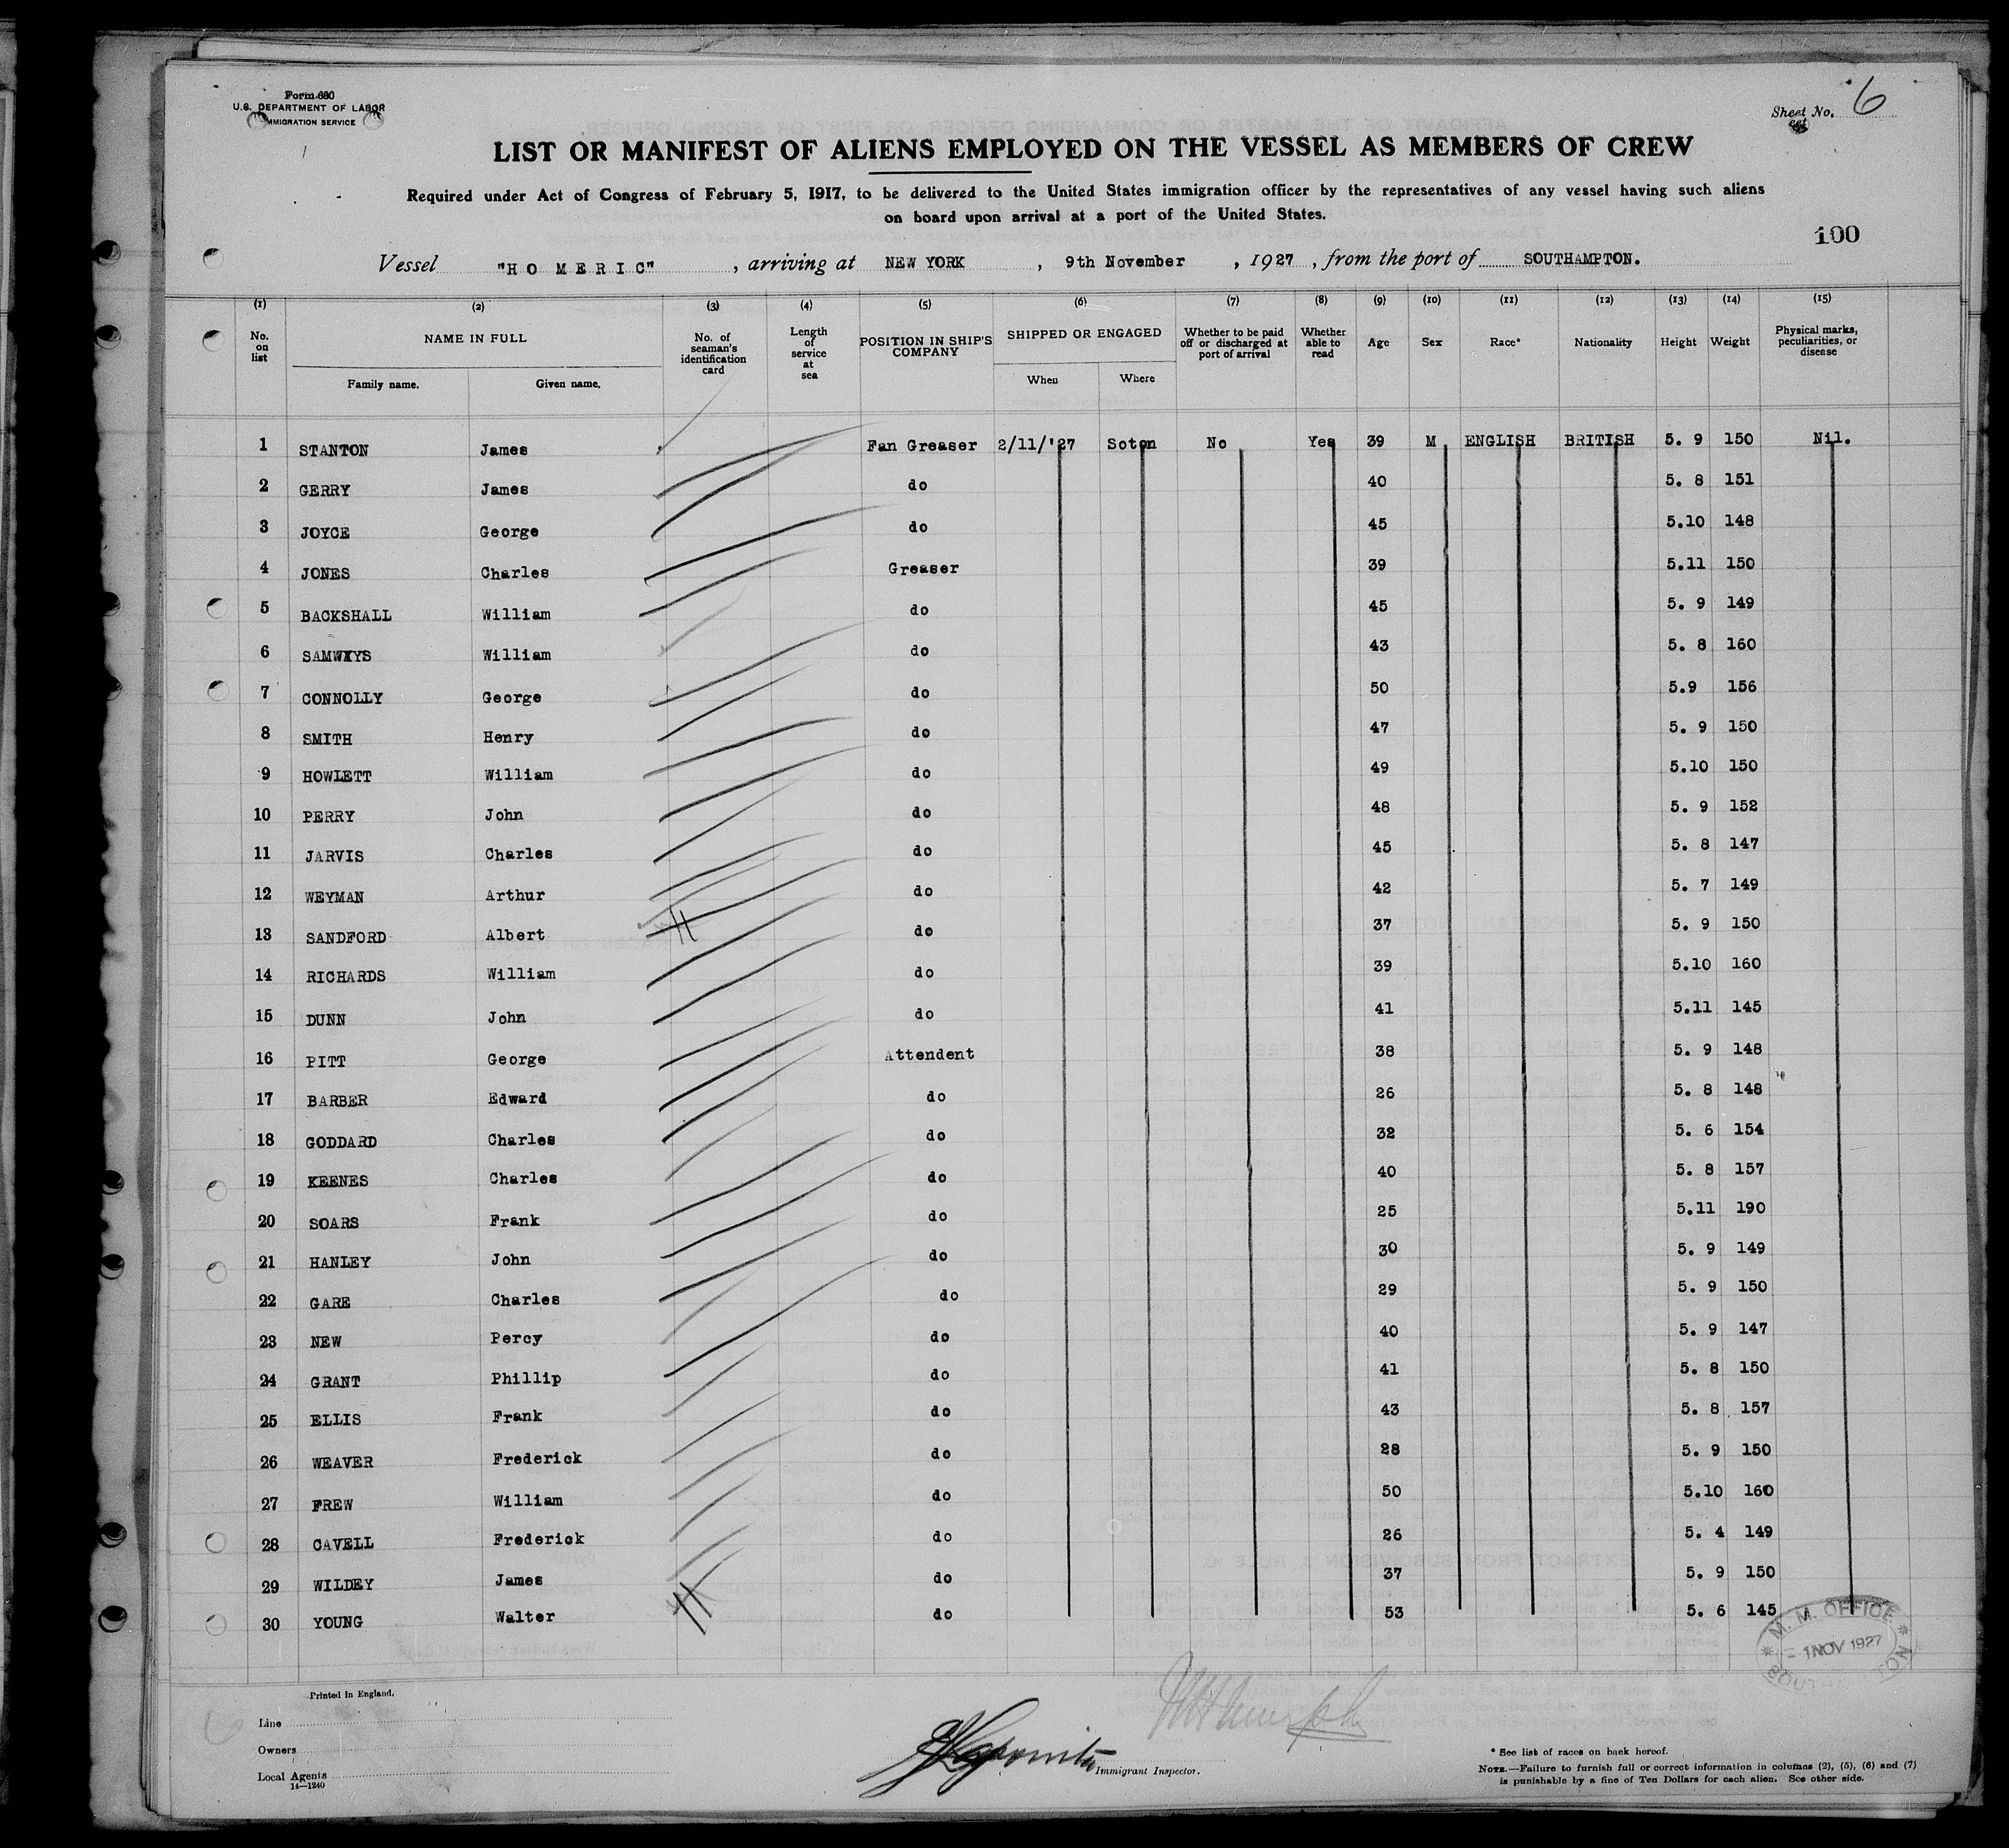 Form 680
U.S. DEPARTMENT OF LABOR
IMMIGRATION SERVICE
Sheet No. 6
LIST OR MANIFEST OF ALIENS EMPLOYED ON THE VESSEL AS MEMBERS OF CREW
Required under Act of Congress of February 5, 1917, to be delivered to the United States immigration officer by the representatives of any vessel having such aliens
on board upon arrival at a port of the United States.
100
Vessel "HOMERIC", arriving at NEW YORK, 9th November, 1927, from the port of SOUTHAMPTON.
(1) (2) (3) (4) (5) (6) (7) (8) (9) (10) (11) (12) (13) (14) (15)
No. on list NAME IN FULL Family name. Given name. No. of seaman's identification card Length of service at sea POSITION IN SHIP'S COMPANY SHIPPED OR ENGAGED When Where Whether to be paid off or discharged at port of arrival Whether able to read Age Sex Race* Nationality Height Weight Physical marks, peculiarities, or disease
1 STANTON James Fan Greaser 2/11/'27 Soton No Yes 39 M ENGLISH BRITISH 5. 9 150 Nil.
2 GERRY James do 40 5. 8 151
3 JOYCE George do 45 5.10 148
4 JONES Charles Greaser 39 5.11 150
5 BACKSHALL William do 45 5. 9 149
6 William do 43 5. 8 160
7 CONNOLLY George do 50 5.9 156
8 SMITH Henry do 47 5. 9 150
9 HOWLETT William do 49 5.10 150
10 PERRY John do 48 5. 9 152
11 JARVIS Charles do 45 5. 8 147
12 WEYMAN Arthur do 42 5. 7 149
13 SANDFORD Albert do 37 5. 9 150
14 RICHARDS William do 39 5.10 160
15 DUNN John do 41 5.11 145
16 PITT George Attendent 38 5. 9 148
17 BARBER Edward do 26 5. 8 148
18 GODDARD Charles do 32 5. 6 154
19 KEENES Charles do 40 5. 8 157
20 SOARS Frank do 25 5.11 190
21 HANLEY John do 30 5. 9 149
22 GARE Charles do 29 5. 9 150
23 NEW Percy do 40 5. 9 147
24 GRANT Phillip do 41 5. 8 150
25 ELLIS Frank do 43 5. 8 157
26 WEAVER Frederick do 28 5. 9 150
27 FREW William do 50 5.10 160
28 CAVELL Frederick do 26 5. 4 149
29 WILDEY James do 37 5. 9 150
30 YOUNG Walter do 53 5. 6 145
M. M. OFFICE
1 NOV 1927
Printed in England.
Line
Owners
Local Agents
14—1240
Immigrant Inspector.
* See list of races on back hereof.
NOTE.—Failure to furnish full or correct information in columns (2), (5), (6) and (7)
is punishable by a fine of Ten Dollars for each alien. See other side.